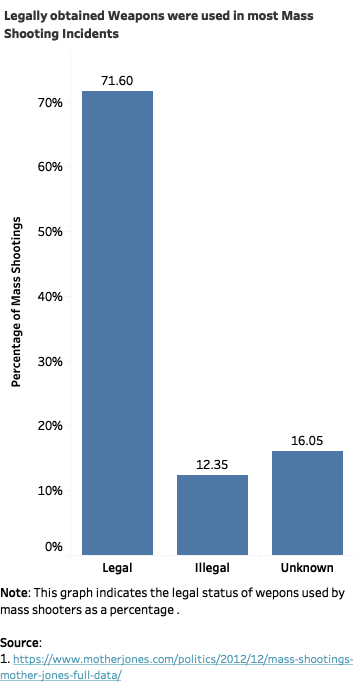 Legally obtained Weapons were used in most Mass
Shooting Incidents
71.60
70%
60%
50%
40%
30%
20%
10%
0%
Percentage of Mass Shootings
12.35
16.05
Legal
Illegal
Unknown
Note: This graph indicates the legal status of wepons used by
mass shooters as a percentage .
Source:
1. https://www.motherjones.com/politics/2012/12/mass-shootings-
mother-jones-full-data/